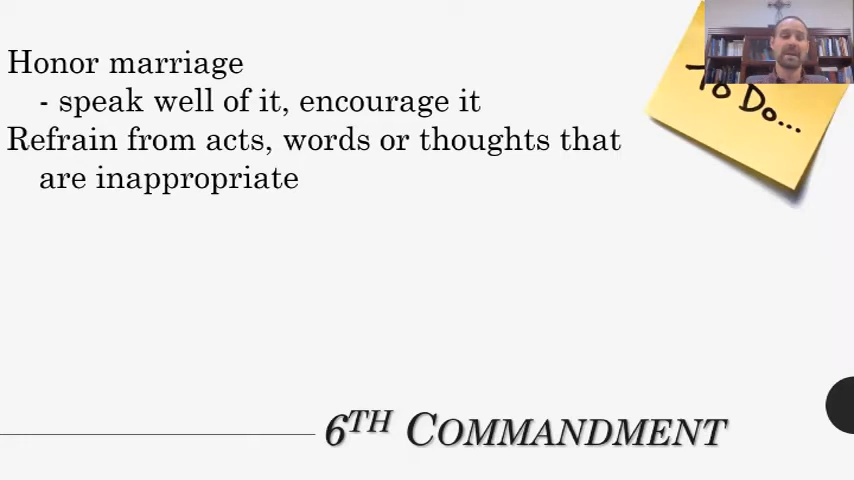 Honor marriage
- speak well of it, encourage it
Refrain from acts, words or thoughts that
are inappropriate
To Do...
6TH COMMANDMENT